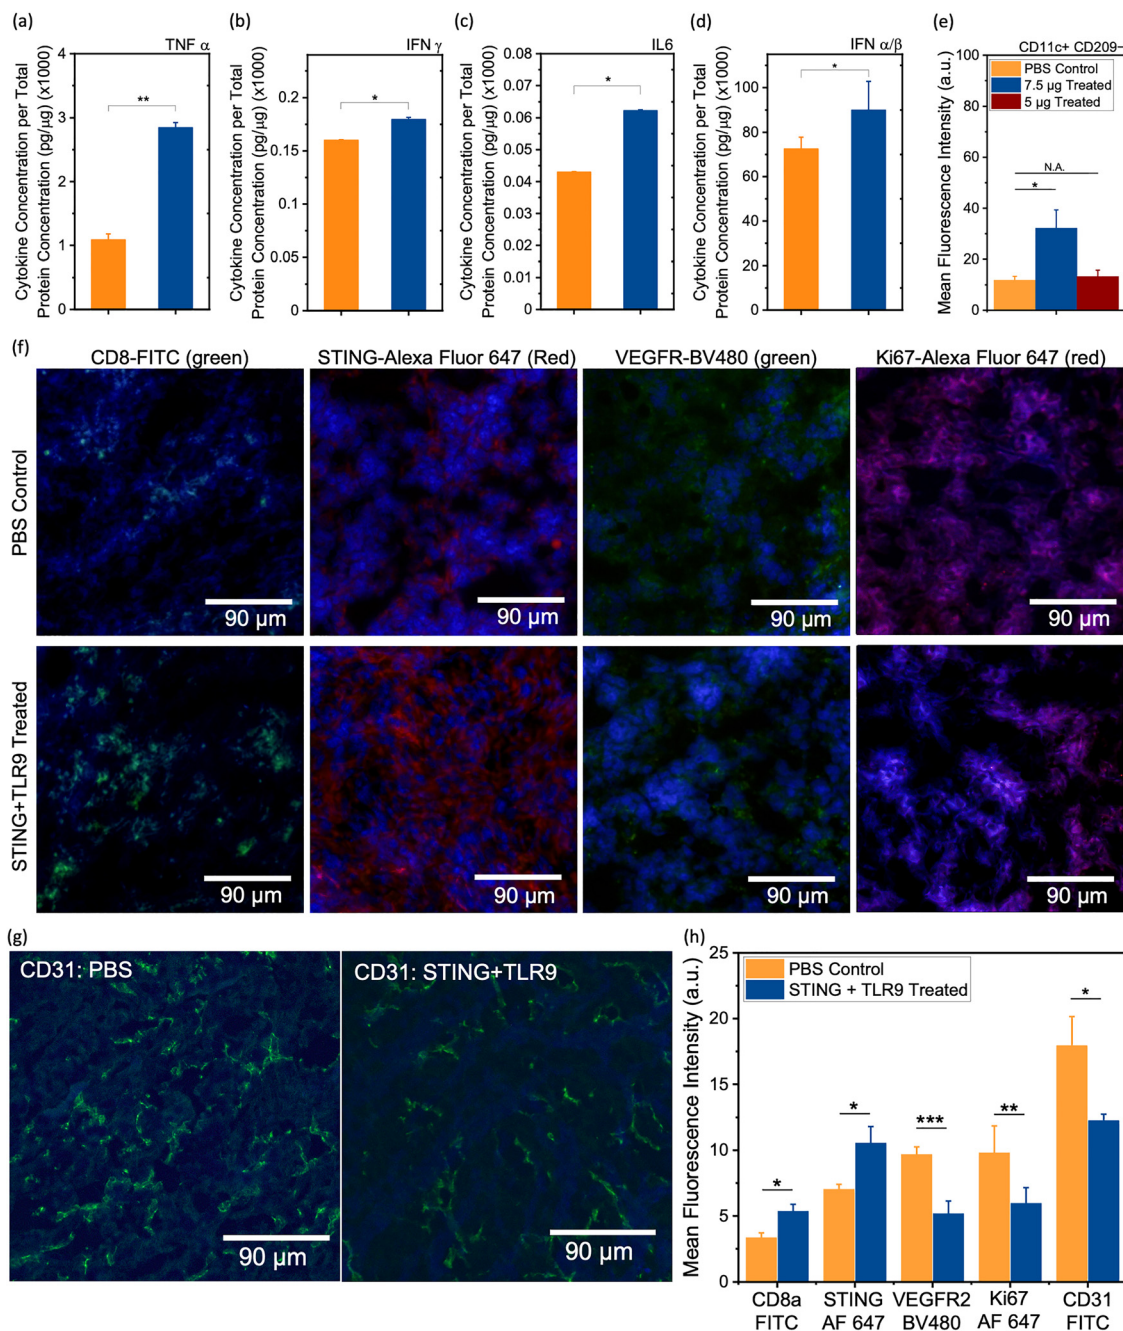 (a)
TNF α
Cytokine Concentration per Total
Protein Concentration (pg/µg) (x1000)
4
3
2
1
0
**
(b)
IFN γ
Cytokine Concentration per Total
Protein Concentration (pg/µg) (x1000)
0.2
0.15
0.1
0.05
0
*
(c)
IL6
Cytokine Concentration per Total
Protein Concentration (pg/µg) (x1000)
0.08
0.07
0.06
0.05
0.04
0.03
0.02
0.01
0.00
*
(d)
IFN α/β
Cytokine Concentration per Total
Protein Concentration (pg/µg) (x1000)
100
80
60
40
20
0
*
(e)
CD11c+ CD209−
Mean Fluorescence Intensity (a.u.)
100
80
60
40
20
0
PBS Control
7.5 µg Treated
5 µg Treated
N.A.
*
(f)
CD8-FITC (green)
STING-Alexa Fluor 647 (Red)
VEGFR-BV480 (green)
Ki67-Alexa Fluor 647 (red)
PBS Control
90 µm
90 µm
90 µm
90 µm
STING+TLR9 Treated
90 µm
90 µm
90 µm
90 µm
(g)
CD31: PBS
90 µm
CD31: STING+TLR9
90 µm
(h)
Mean Fluorescence Intensity (a.u.)
25
20
15
10
5
0
PBS Control
STING + TLR9 Treated
*
*
***
**
*
CD8a
FITC
STING
AF 647
VEGFR2
BV480
Ki67
AF 647
CD31
FITC